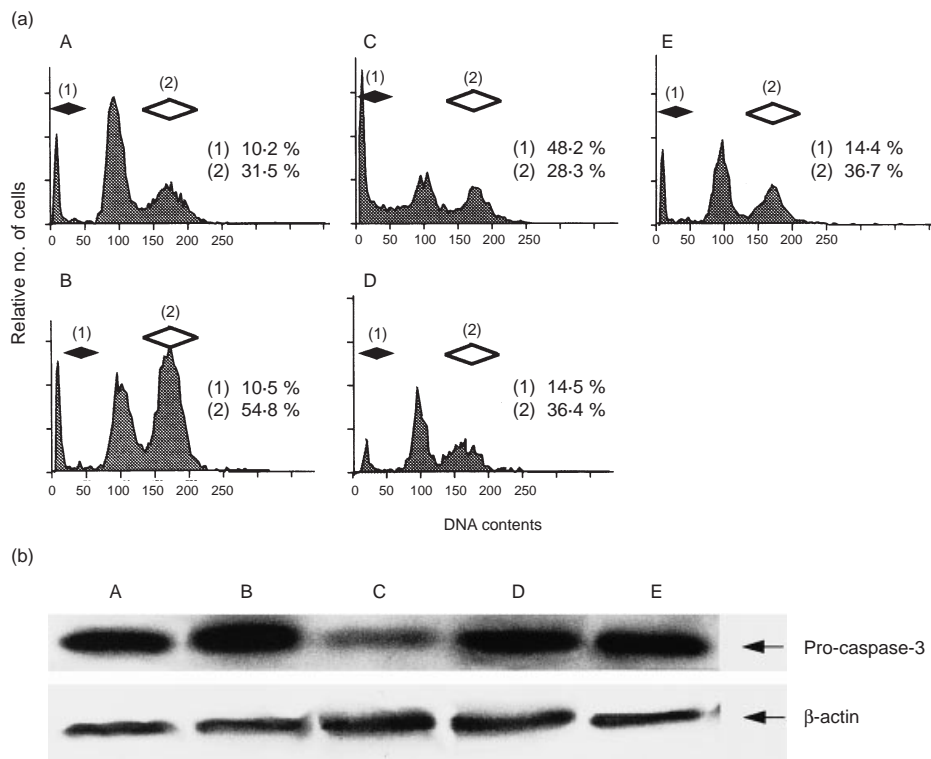 (a)
A
(1)
(2)
(1) 10·2 %
(2) 31·5 %
0 50 100 150 200 250
C
(1)
(2)
(1) 48·2 %
(2) 28·3 %
0 50 100 150 200 250
E
(1)
(2)
(1) 14·4 %
(2) 36·7 %
0 50 100 150 200 250
Relative no. of cells
B
(1)
(2)
(1) 10·5 %
(2) 54·8 %
0 50 100 150 200 250
D
(1)
(2)
(1) 14·5 %
(2) 36·4 %
0 50 100 150 200 250
DNA contents
(b)
A B C D E
Pro-caspase-3
β-actin